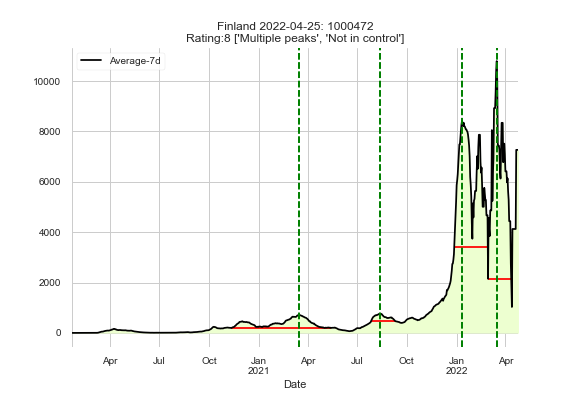 Finland 2022-04-25: 1000472
Rating:8 ['Multiple peaks', 'Not in control']
Average-7d
10000
8000
6000
4000
2000
0
Apr Jul Oct Jan Apr Jul Oct Jan Apr
2021 2022
Date